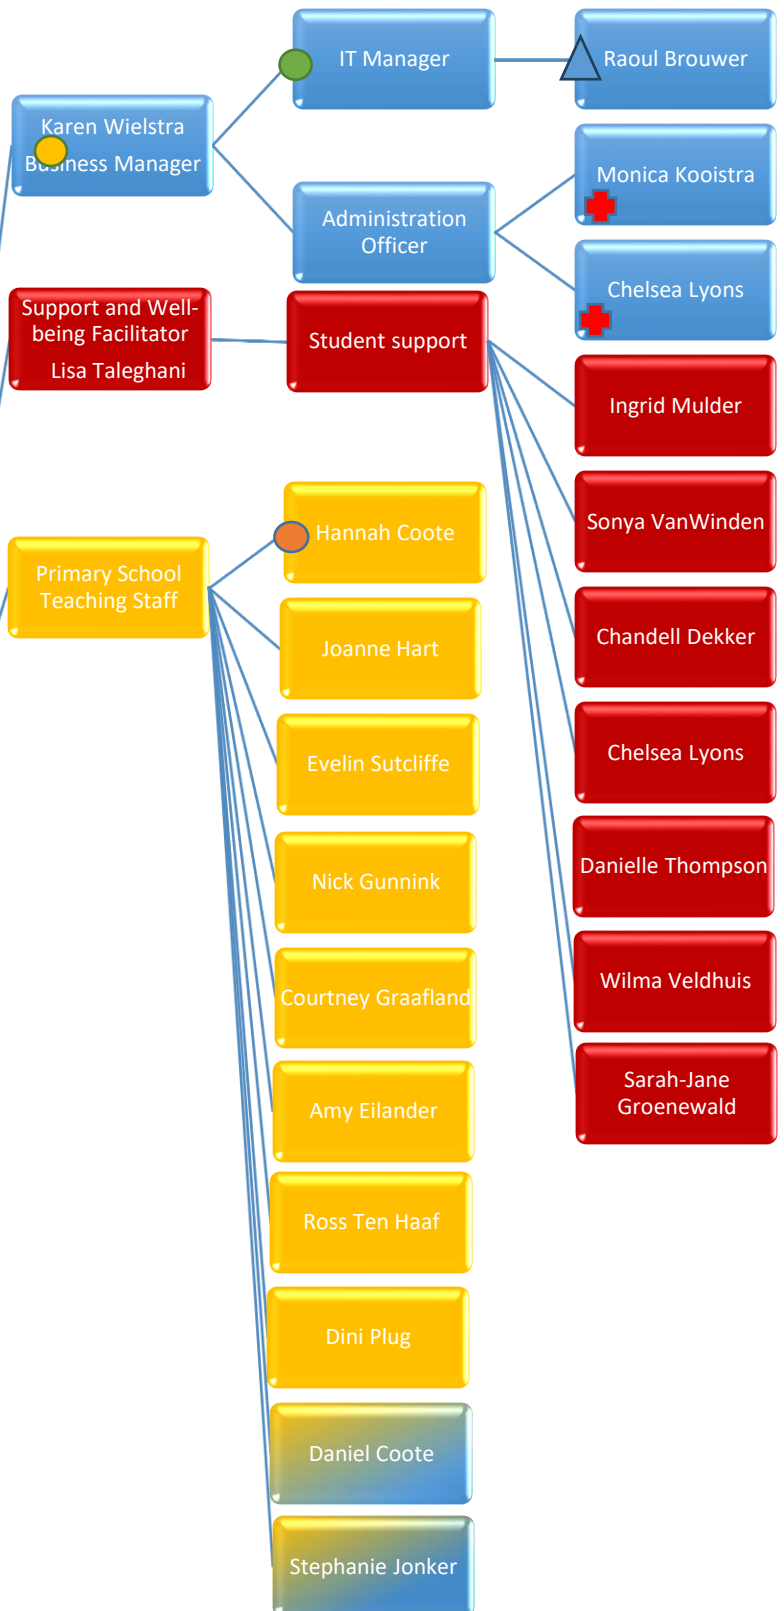 IT Manager
Raoul Brouwer
Karen Wielstra
Business Manager
Monica Kooistra
Administration
Officer
Chelsea Lyons
Support and Well-
being Facilitator
Lisa Taleghani
Student support
Ingrid Mulder
Sonya VanWinden
Chandell Dekker
Chelsea Lyons
Danielle Thompson
Wilma Veldhuis
Sarah-Jane
Groenewald
Primary School
Teaching Staff
Hannah Coote
Joanne Hart
Evelin Sutcliffe
Nick Gunnink
Courtney Graafland
Amy Eilander
Ross Ten Haaf
Dini Plug
Daniel Coote
Stephanie Jonker